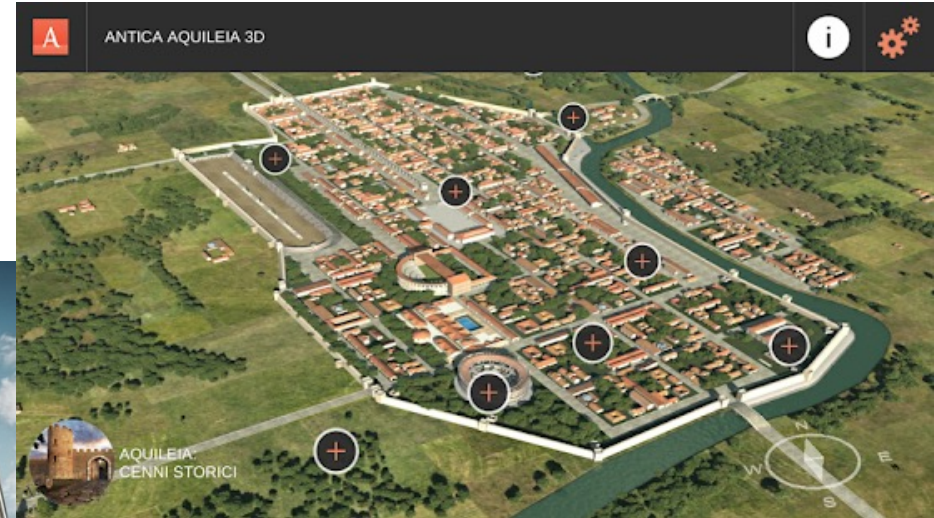 A
ANTICA AQUILEIA 3D
i
AQUILEIA:
CENNI STORICI
N
W
E
S